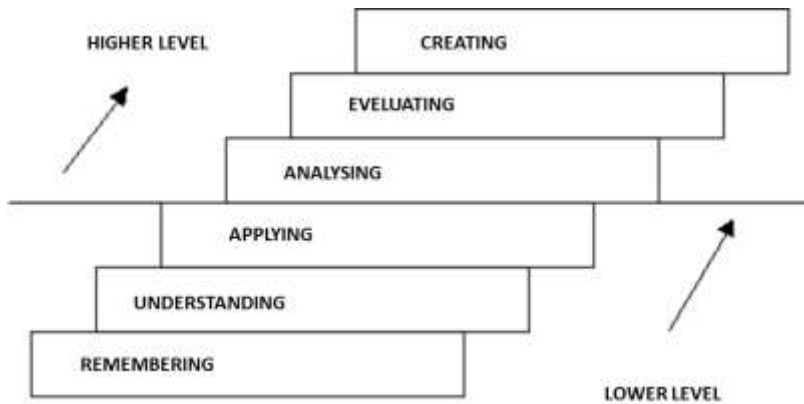 HIGHER LEVEL
CREATING
EVELUATING
ANALYSING
APPLYING
UNDERSTANDING
REMEMBERING
LOWER LEVEL